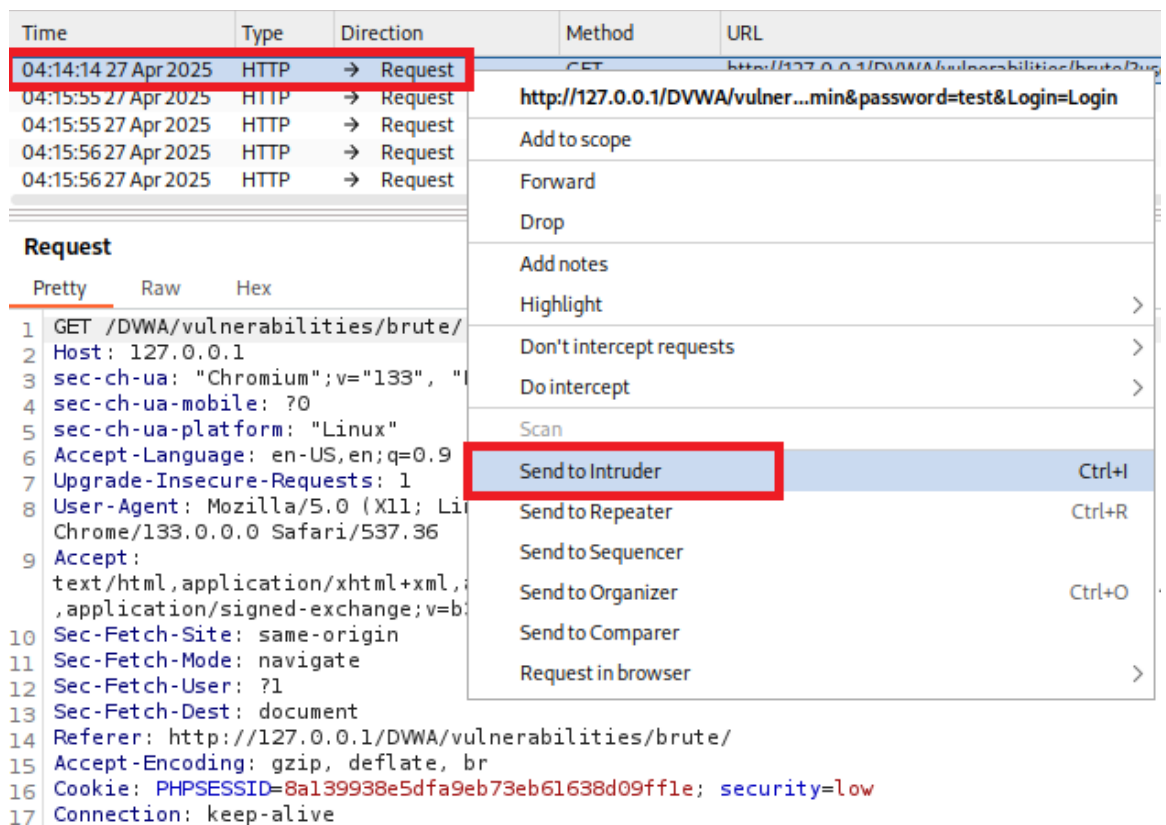 Time Type Direction Method URL
04:14:14 27 Apr 2025 HTTP → Request GET http://127.0.0.1/DVWA/vulnerabilities/brute/?us
04:15:55 27 Apr 2025 HTTP → Request
04:15:55 27 Apr 2025 HTTP → Request
04:15:56 27 Apr 2025 HTTP → Request
04:15:56 27 Apr 2025 HTTP → Request
http://127.0.0.1/DVWA/vulner...min&password=test&Login=Login
Add to scope
Forward
Drop
Add notes
Highlight
Don't intercept requests
Do intercept
Scan
Send to Intruder Ctrl+I
Send to Repeater Ctrl+R
Send to Sequencer
Send to Organizer Ctrl+O
Send to Comparer
Request in browser
Request
Pretty Raw Hex
1 GET /DVWA/vulnerabilities/brute/
2 Host: 127.0.0.1
3 sec-ch-ua: "Chromium";v="133", "
4 sec-ch-ua-mobile: ?0
5 sec-ch-ua-platform: "Linux"
6 Accept-Language: en-US,en;q=0.9
7 Upgrade-Insecure-Requests: 1
8 User-Agent: Mozilla/5.0 (X11; Li
Chrome/133.0.0.0 Safari/537.36
9 Accept:
text/html,application/xhtml+xml,
,application/signed-exchange;v=b
10 Sec-Fetch-Site: same-origin
11 Sec-Fetch-Mode: navigate
12 Sec-Fetch-User: ?1
13 Sec-Fetch-Dest: document
14 Referer: http://127.0.0.1/DVWA/vulnerabilities/brute/
15 Accept-Encoding: gzip, deflate, br
16 Cookie: PHPSESSID=8a139938e5dfa9eb73eb61638d09ff1e; security=low
17 Connection: keep-alive